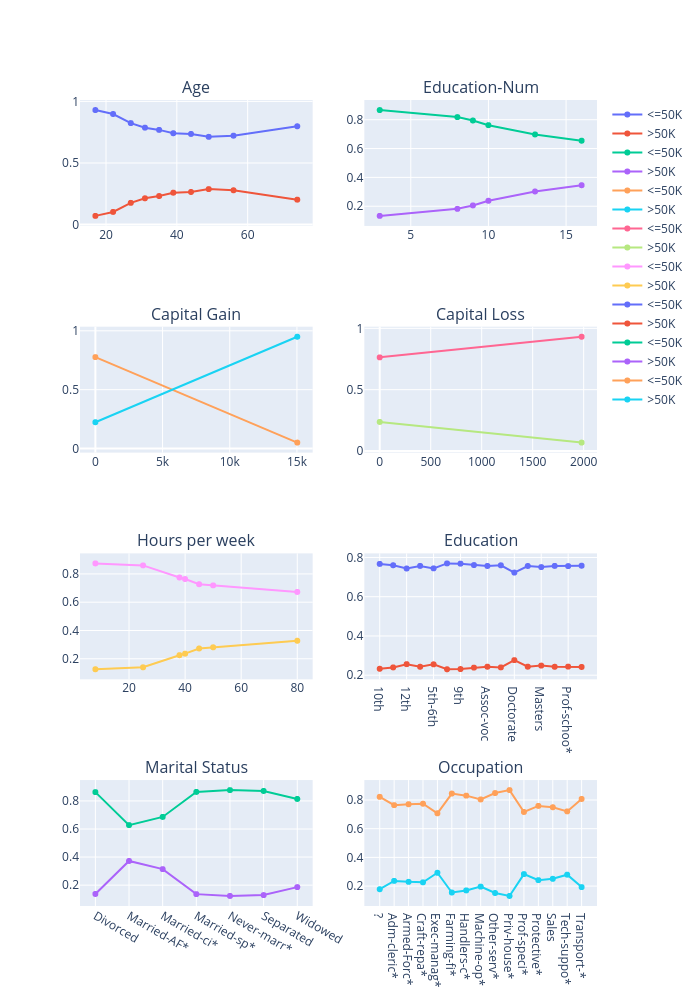 Age
Education-Num
1
0.5
0
20
40
60
0.8
0.6
0.4
0.2
5
10
15
<=50K
>50K
<=50K
>50K
<=50K
>50K
<=50K
>50K
<=50K
>50K
<=50K
>50K
<=50K
>50K
<=50K
>50K
Capital Gain
Capital Loss
1
0.5
0
0
5k
10k
15k
1
0.5
0
0
500
1000
1500
2000
Hours per week
Education
0.8
0.6
0.4
0.2
20
40
60
80
0.8
0.6
0.4
0.2
10th
12th
5th-6th
9th
Assoc-voc
Doctorate
Masters
Prof-schoo*
Marital Status
Occupation
0.8
0.6
0.4
0.2
Divorced
Married-AF*
Married-ci*
Married-sp*
Never-marr*
Separated
Widowed
0.8
0.6
0.4
0.2
?
Adm-cleric*
Armed-Forc*
Craft-repa*
Exec-manag*
Farming-fi*
Handlers-c*
Machine-op*
Other-serv*
Priv-house*
Prof-speci*
Protective*
Sales
Tech-suppo*
Transport-*